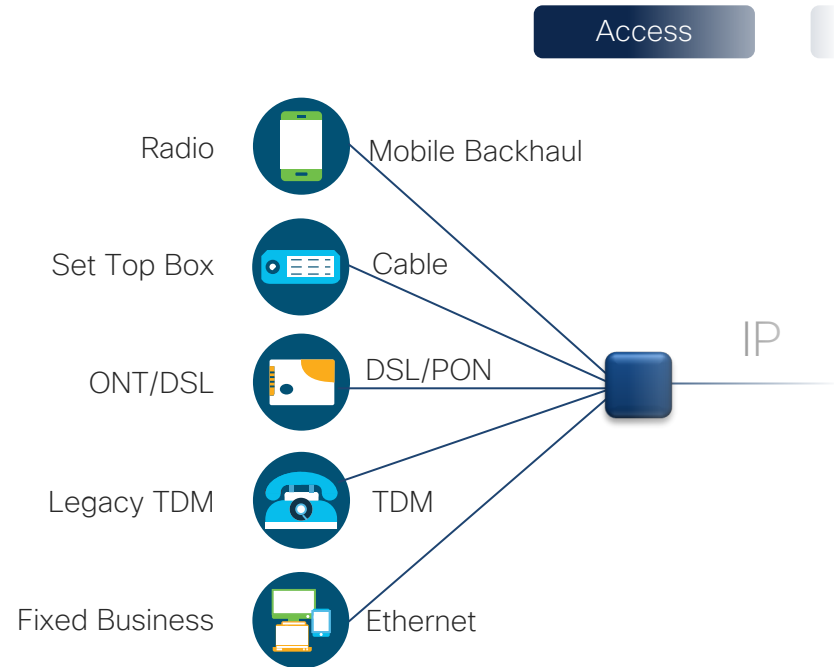 Access
Radio
Mobile Backhaul
Set Top Box
Cable
IP
ONT/DSL
DSL/PON
Legacy TDM
TDM
Fixed Business
Ethernet